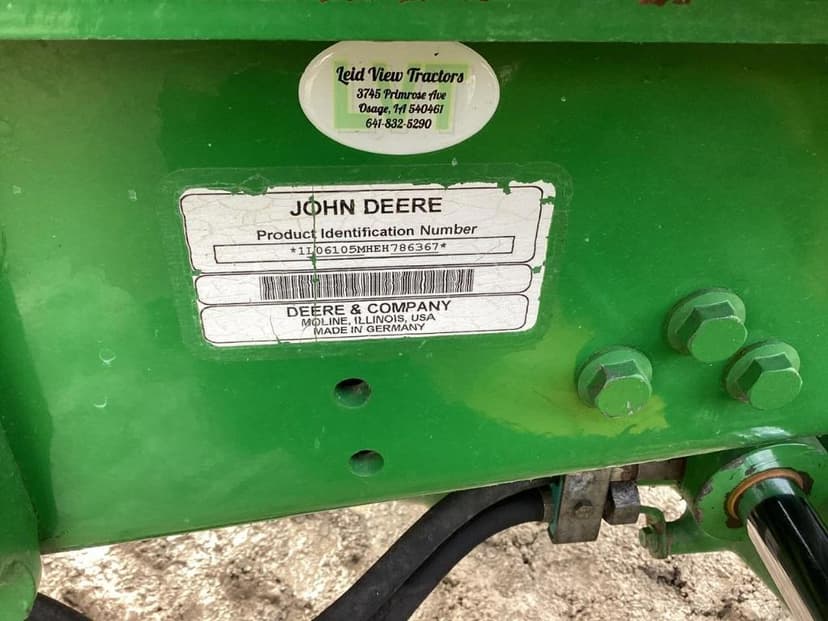 Leid View Tractors
3745 Primrose Ave
Osage, IA 540461
641-832-5290
JOHN DEERE
Product Identification Number
*1L06105MHEH786367*
DEERE & COMPANY
MOLINE, ILLINOIS, USA
MADE IN GERMANY